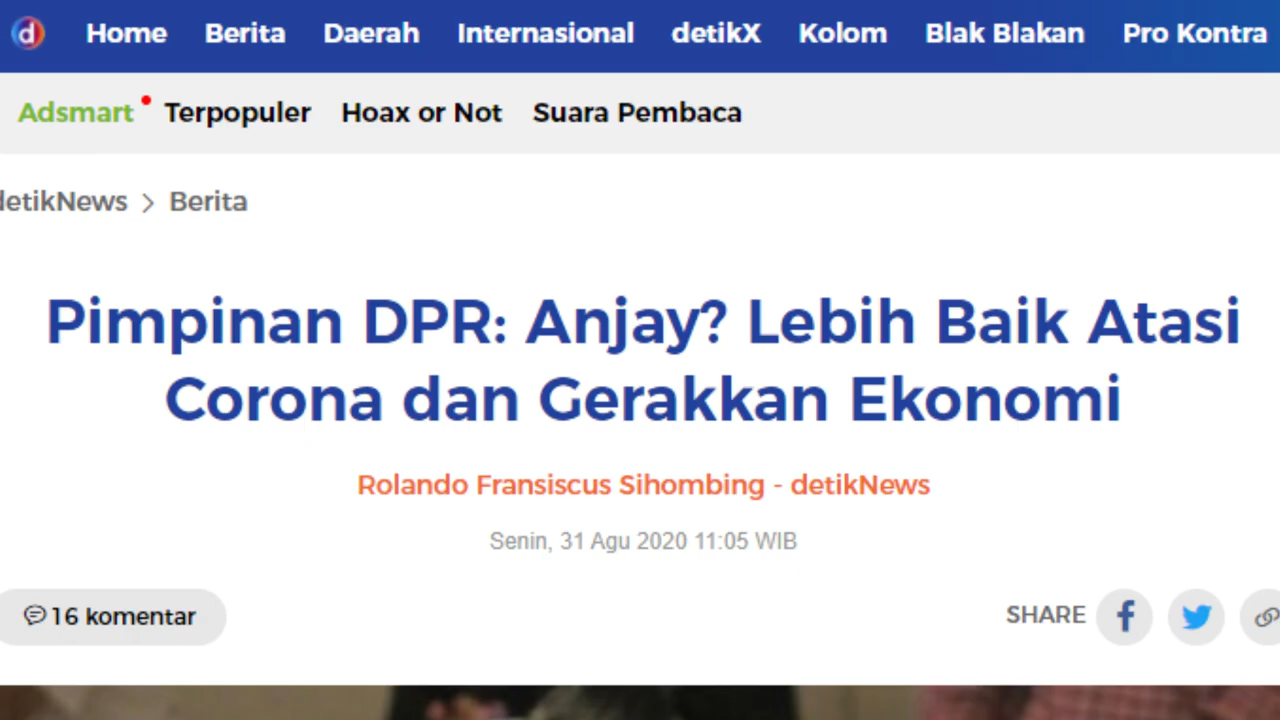 d Home Berita Daerah Internasional detikX Kolom Blak Blakan Pro Kontra
Adsmart Terpopuler Hoax or Not Suara Pembaca
detikNews > Berita
Pimpinan DPR: Anjay? Lebih Baik Atasi
Corona dan Gerakkan Ekonomi
Rolando Fransiscus Sihombing - detikNews
Senin, 31 Agu 2020 11:05 WIB
16 komentar SHARE